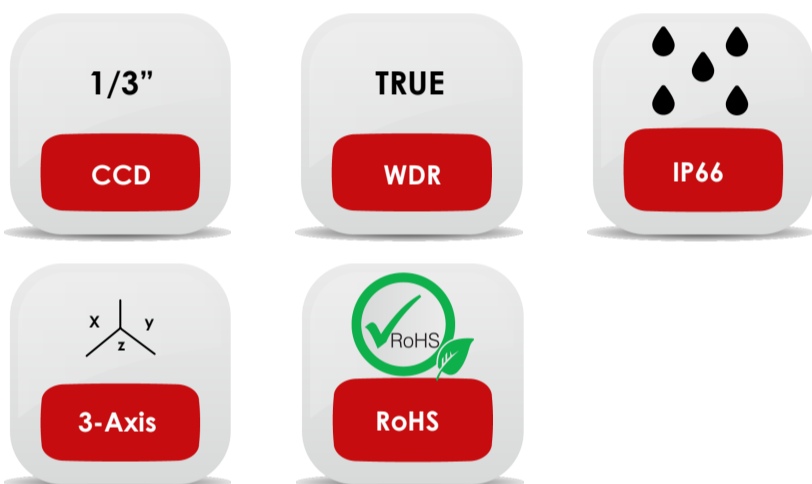 1/3”
CCD
TRUE
WDR
IP66
x y
z
3-Axis
RoHS
RoHS